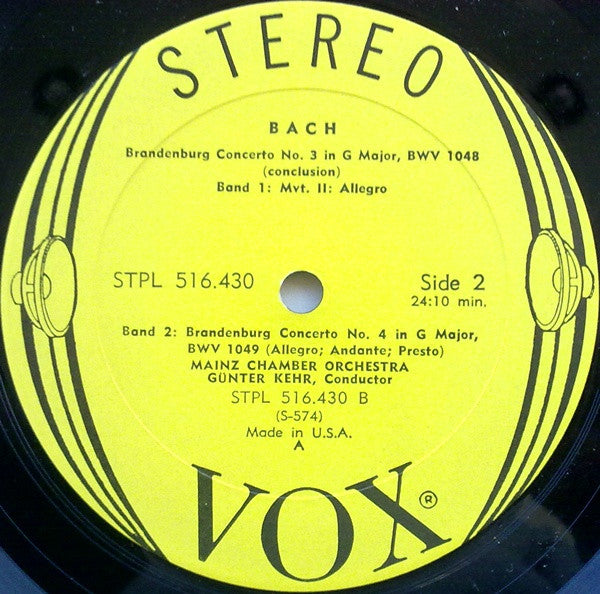 STEREO
BACH
Brandenburg Concerto No. 3 in G Major, BWV 1048
(conclusion)
Band 1: Mvt. II: Allegro
STPL 516.430
Side 2
24:10 min.
Band 2: Brandenburg Concerto No. 4 in G Major,
BWV 1049 (Allegro; Andante; Presto)
MAINZ CHAMBER ORCHESTRA
GÜNTER KEHR, Conductor
STPL 516.430 B
(S-574)
Made in U.S.A.
A
VOX®